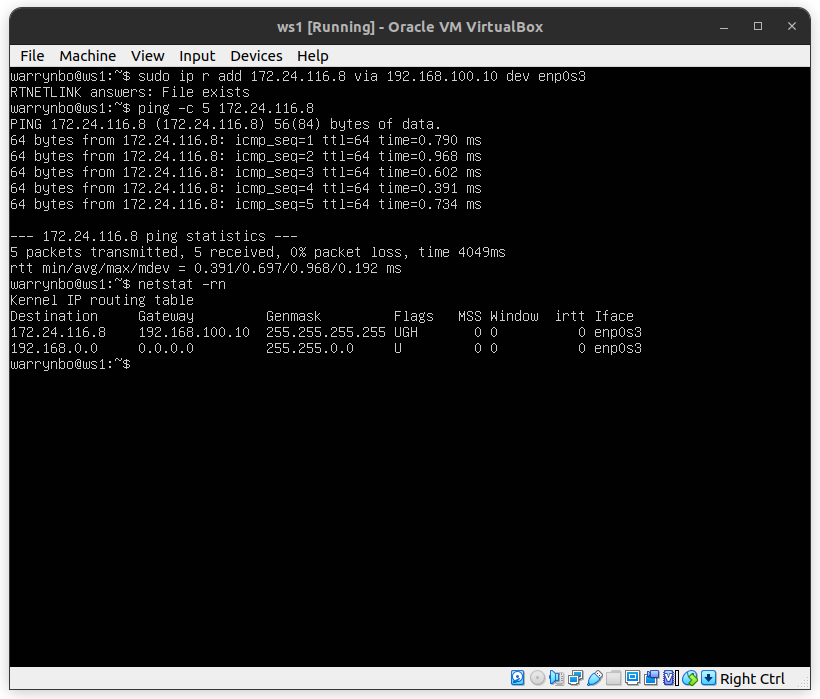 ws1 [Running] - Oracle VM VirtualBox
File Machine View Input Devices Help
warrynbo@ws1:~$ sudo ip r add 172.24.116.8 via 192.168.100.10 dev enp0s3
RTNETLINK answers: File exists
warrynbo@ws1:~$ ping -c 5 172.24.116.8
PING 172.24.116.8 (172.24.116.8) 56(84) bytes of data.
64 bytes from 172.24.116.8: icmp_seq=1 ttl=64 time=0.790 ms
64 bytes from 172.24.116.8: icmp_seq=2 ttl=64 time=0.968 ms
64 bytes from 172.24.116.8: icmp_seq=3 ttl=64 time=0.602 ms
64 bytes from 172.24.116.8: icmp_seq=4 ttl=64 time=0.391 ms
64 bytes from 172.24.116.8: icmp_seq=5 ttl=64 time=0.734 ms
--- 172.24.116.8 ping statistics ---
5 packets transmitted, 5 received, 0% packet loss, time 4049ms
rtt min/avg/max/mdev = 0.391/0.697/0.968/0.192 ms
warrynbo@ws1:~$ netstat -rn
Kernel IP routing table
Destination Gateway Genmask Flags MSS Window irtt Iface
172.24.116.8 192.168.100.10 255.255.255.255 UGH 0 0 0 enp0s3
192.168.0.0 0.0.0.0 255.255.0.0 U 0 0 0 enp0s3
warrynbo@ws1:~$
Right Ctrl